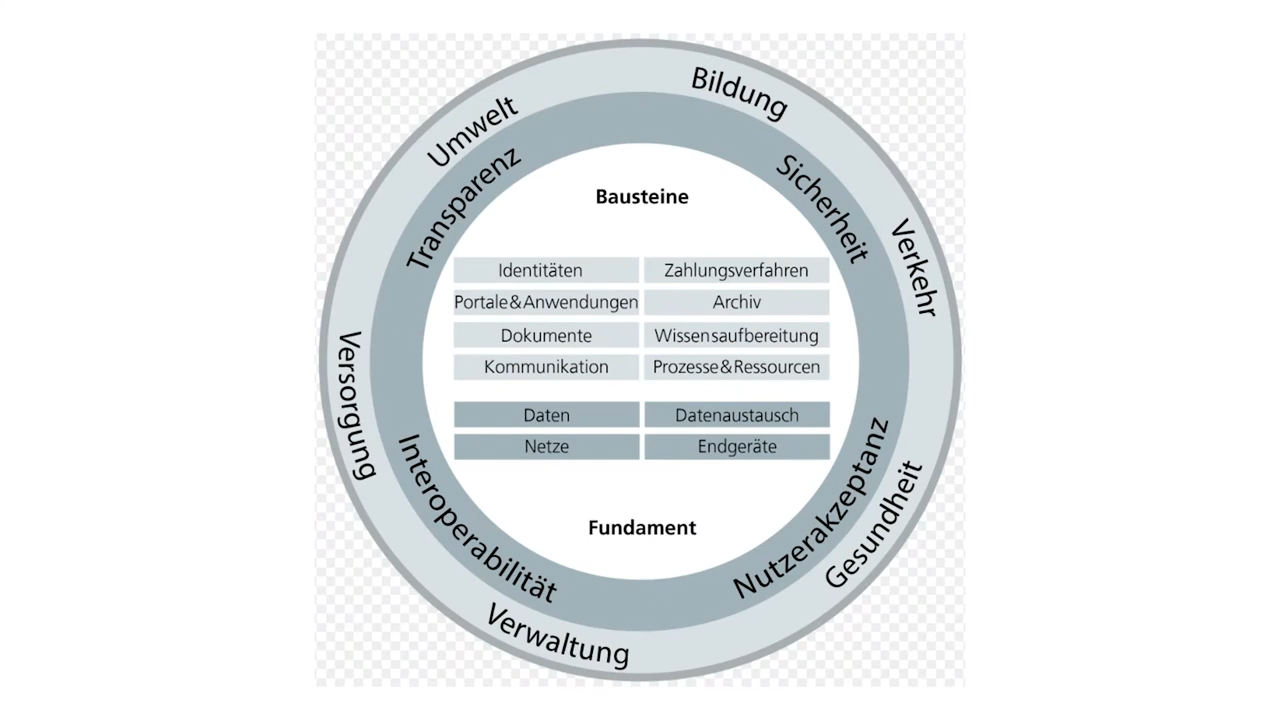 Bildung
Umwelt
Transparenz
Sicherheit
Verkehr
Bausteine
Identitäten
Zahlungsverfahren
Portale&Anwendungen
Archiv
Dokumente
Wissensaufbereitung
Kommunikation
Prozesse&Ressourcen
Daten
Datenaustausch
Netze
Endgeräte
Fundament
Versorgung
Interoperabilität
Nutzerakzeptanz
Gesundheit
Verwaltung